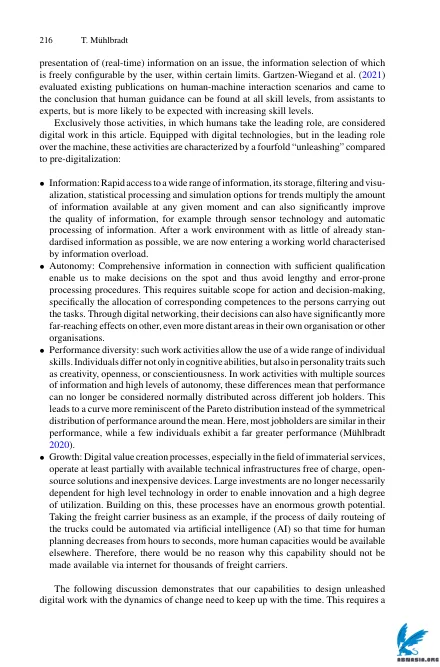 216 T. Mühlbradt
presentation of (real-time) information on an issue, the information selection of which
is freely configurable by the user, within certain limits. Gartzen-Wiegand et al. (2021)
evaluated existing publications on human-machine interaction scenarios and came to
the conclusion that human guidance can be found at all skill levels, from assistants to
experts, but is more likely to be expected with increasing skill levels.
Exclusively those activities, in which humans take the leading role, are considered
digital work in this article. Equipped with digital technologies, but in the leading role
over the machine, these activities are characterized by a fourfold “unleashing” compared
to pre-digitalization:
• Information: Rapid access to a wide range of information, its storage, filtering and visu-
alization, statistical processing and simulation options for trends multiply the amount
of information available at any given moment and can also significantly improve
the quality of information, for example through sensor technology and automatic
processing of information. After a work environment with as little of already stan-
dardised information as possible, we are now entering a working world characterised
by information overload.
• Autonomy: Comprehensive information in connection with sufficient qualification
enable us to make decisions on the spot and thus avoid lengthy and error-prone
processing procedures. This requires suitable scope for action and decision-making,
specifically the allocation of corresponding competences to the persons carrying out
the tasks. Through digital networking, their decisions can also have significantly more
far-reaching effects on other, even more distant areas in their own organisation or other
organisations.
• Performance diversity: such work activities allow the use of a wide range of individual
skills. Individuals differ not only in cognitive abilities, but also in personality traits such
as creativity, openness, or conscientiousness. In work activities with multiple sources
of information and high levels of autonomy, these differences mean that performance
can no longer be considered normally distributed across different job holders. This
leads to a curve more reminiscent of the Pareto distribution instead of the symmetrical
distribution of performance around the mean. Here, most jobholders are similar in their
performance, while a few individuals exhibit a far greater performance (Mühlbradt
2020).
• Growth: Digital value creation processes, especially in the field of immaterial services,
operate at least partially with available technical infrastructures free of charge, open-
source solutions and inexpensive devices. Large investments are no longer necessarily
dependent for high level technology in order to enable innovation and a high degree
of utilization. Building on this, these processes have an enormous growth potential.
Taking the freight carrier business as an example, if the process of daily routeing of
the trucks could be automated via artificial intelligence (AI) so that time for human
planning decreases from hours to seconds, more human capacities would be available
elsewhere. Therefore, there would be no reason why this capability should not be
made available via internet for thousands of freight carriers.
The following discussion demonstrates that our capabilities to design unleashed
digital work with the dynamics of change need to keep up with the time. This requires a